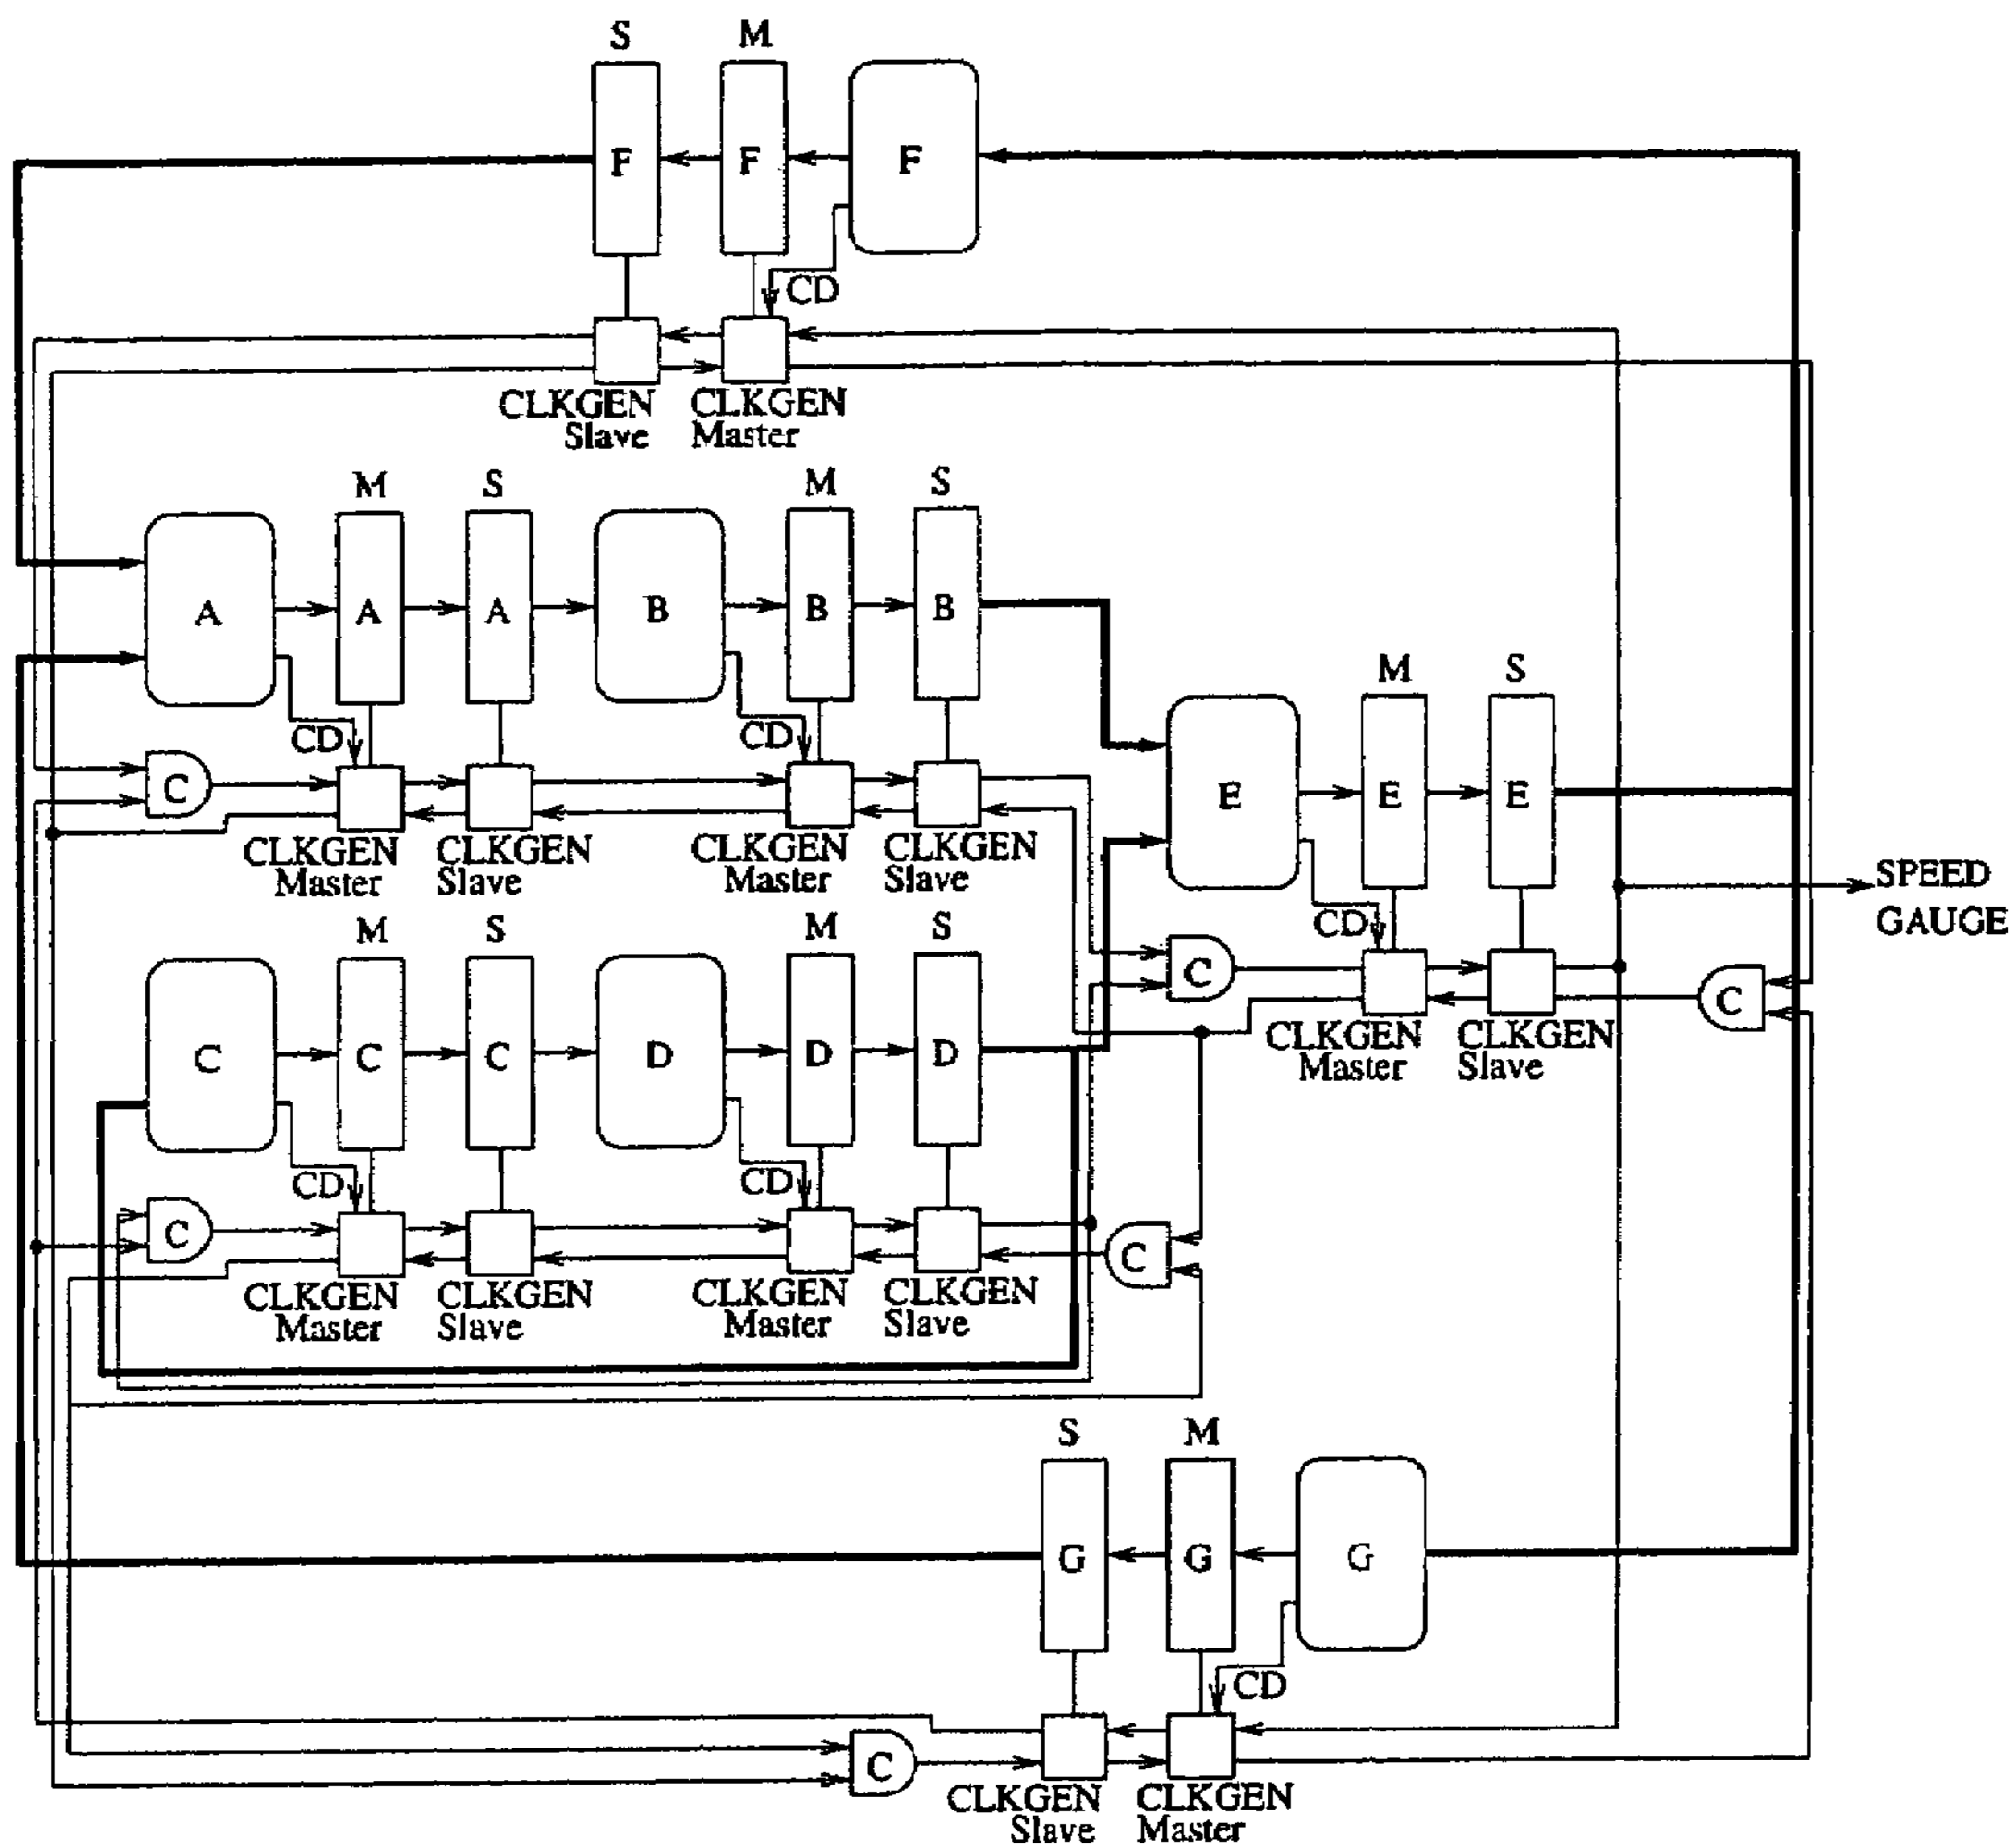 S M
F F F
CD
CLKGEN CLKGEN
Slave Master
M S M S
A A A B B B
M S
CD CD
C
E E E
CLKGEN CLKGEN CLKGEN CLKGEN
Master Slave Master Slave
SPEED
GAUGE
CD
M S M S
C C
CLKGEN CLKGEN
Master Slave
C C C D D D
CD CD
C C
CLKGEN CLKGEN CLKGEN CLKGEN
Master Slave Master Slave
S M
G G G
CD
C
CLKGEN CLKGEN
Slave Master